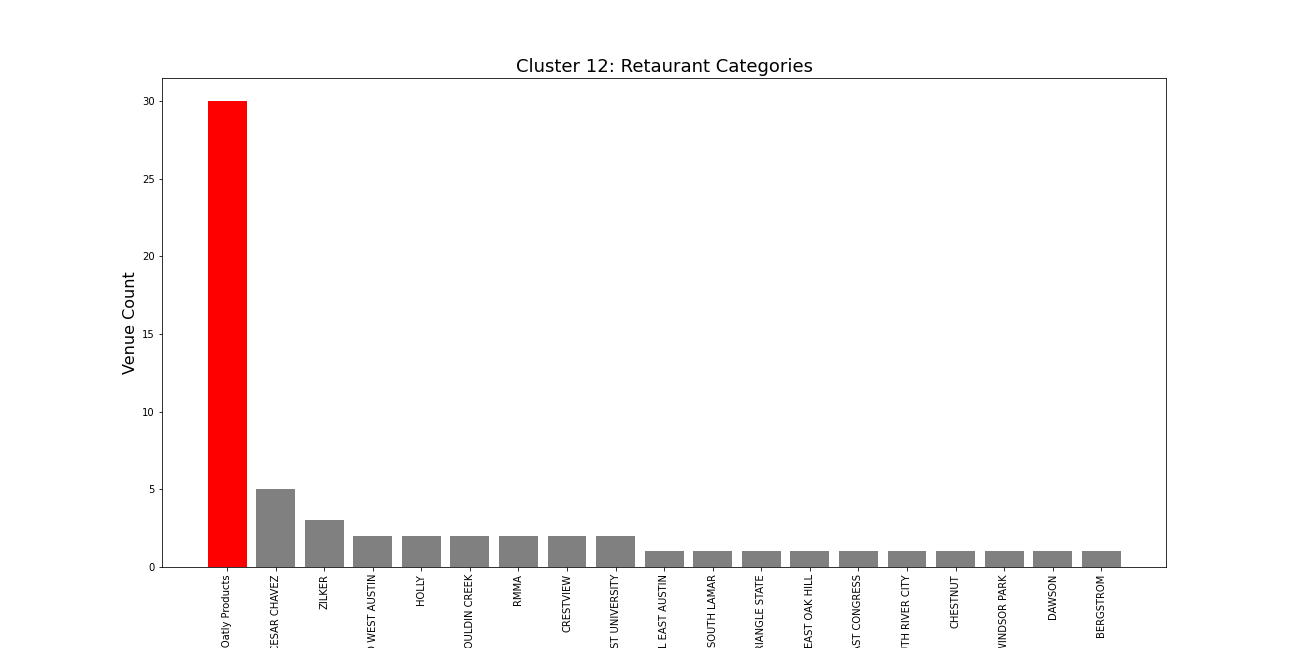 Cluster 12: Retaurant Categories
Venue Count
30
25
20
15
10
5
0
Oatly Products
CESAR CHAVEZ
ZILKER
WEST AUSTIN
HOLLY
OULDIN CREEK
RMMA
CRESTVIEW
ST UNIVERSITY
L EAST AUSTIN
SOUTH LAMAR
RIANGLE STATE
EAST OAK HILL
AST CONGRESS
TH RIVER CITY
CHESTNUT
WINDSOR PARK
DAWSON
BERGSTROM